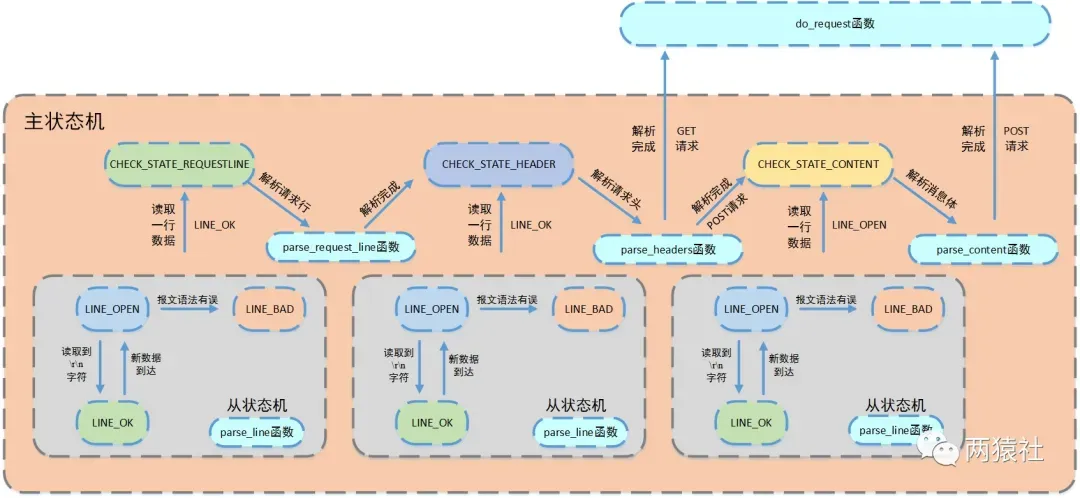 do_request函数
主状态机
解析
完成
GET
请求
解析
完成
POST
请求
CHECK_STATE_REQUESTLINE
CHECK_STATE_HEADER
CHECK_STATE_CONTENT
解析请求行
解析完成
解析请求头
解析完成
POST请求
解析消息体
读取
一行
数据
LINE_OK
读取
一行
数据
LINE_OK
读取
一行
数据
LINE_OPEN
parse_request_line函数
parse_headers函数
parse_content函数
LINE_OPEN
报文语法有误
LINE_BAD
读取到
\r\n
字符
新数据
到达
LINE_OK
从状态机
parse_line函数
LINE_OPEN
报文语法有误
LINE_BAD
读取到
\r\n
字符
新数据
到达
LINE_OK
从状态机
parse_line函数
LINE_OPEN
报文语法有误
LINE_BAD
读取到
\r\n
字符
新数据
到达
LINE_OK
从状态机
parse_line函数
两猿社